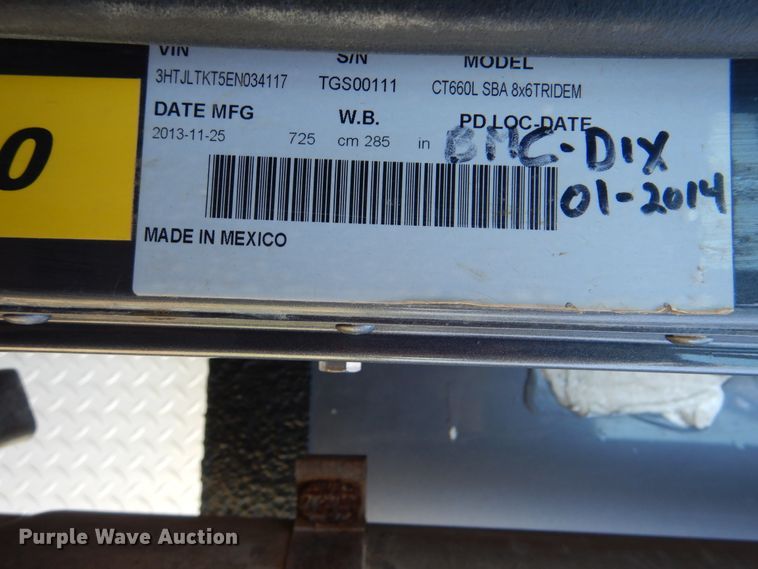 VIN S/N MODEL
3HTJLTKT5EN034117 TGS00111 CT660L SBA 8x6TRIDEM
DATE MFG W.B. PD LOC-DATE
2013-11-25 725 cm 285 in BMC-DIX
01-2014
0
MADE IN MEXICO
Purple Wave Auction